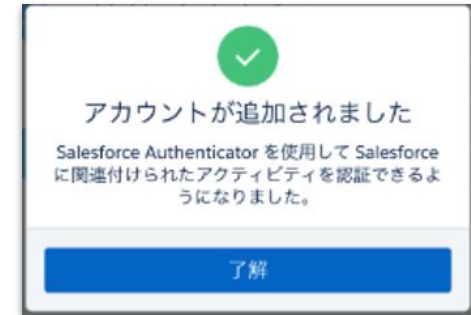 アカウントが追加されました
Salesforce Authenticator を使用して Salesforce
に関連付けられたアクティビティを認証できるよ
うになりました。
了解